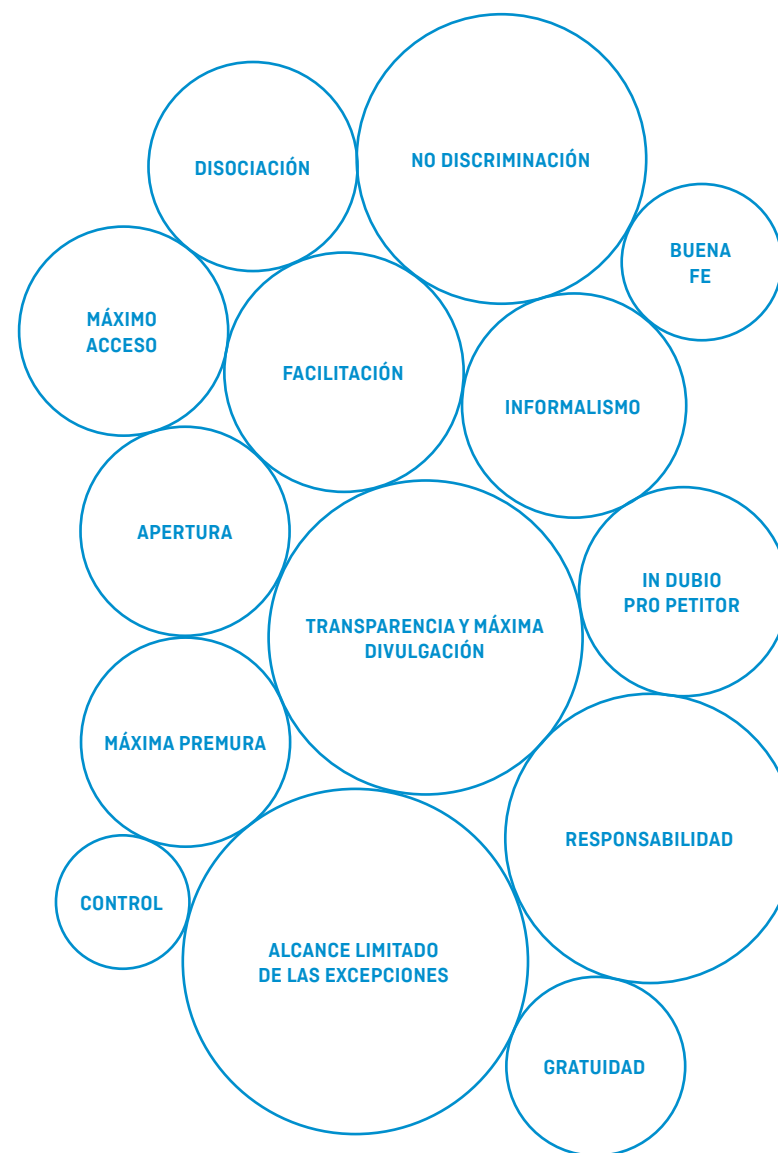 DISOCIACIÓN
NO DISCRIMINACIÓN
BUENA
FE
MÁXIMO
ACCESO
FACILITACIÓN
INFORMALISMO
APERTURA
IN DUBIO
PRO PETITOR
TRANSPARENCIA Y MÁXIMA
DIVULGACIÓN
MÁXIMA PREMURA
RESPONSABILIDAD
CONTROL
ALCANCE LIMITADO
DE LAS EXCEPCIONES
GRATUIDAD